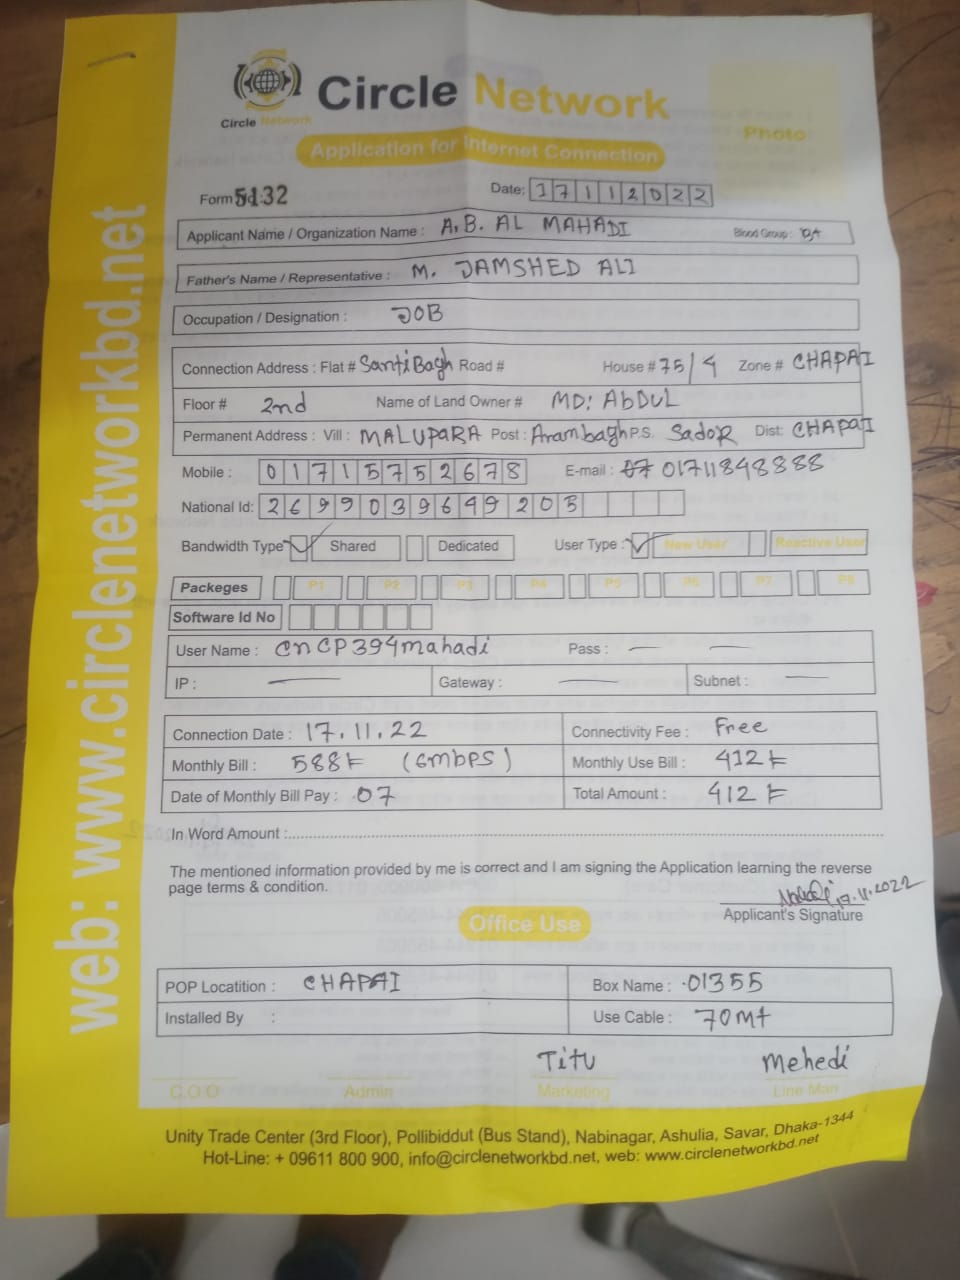 Circle Network
Circle Network
Photo
Application for Internet Connection
Form 5132
Date: 17112022
Applicant Name / Organization Name : A.B. AL MAHADI Blood Group : B+
Father's Name / Representative : M. JAMSHED ALI
Occupation / Designation : JOB
Connection Address : Flat # SantiBagh Road # House # 75/4 Zone # CHAPAI
Floor # 2nd Name of Land Owner # MD: AbDUL
Permanent Address : Vill : MALUPARA Post : Arambagh P.S. SadoR Dist: CHApaI
Mobile : 01715752678 E-mail : 01711848888
National Id: 2699039649205
Bandwidth Type Shared Dedicated User Type : New User Reactive User
Packeges P1 P2 P3 P4 P5 P6 P7 P8
Software Id No
User Name : CnCP394mahadi Pass : — —
IP : — Gateway : — Subnet : —
Connection Date : 17.11.22 Connectivity Fee : Free
Monthly Bill : 588৳ (6mbps) Monthly Use Bill : 412৳
Date of Monthly Bill Pay : 07 Total Amount : 412৳
In Word Amount :
The mentioned information provided by me is correct and I am signing the Application learning the reverse
page terms & condition.
17.11.2022
Applicant's Signature
Office Use
POP Locatition : CHAPAI Box Name : 01355
Installed By : Use Cable : 70Mt
Titu Mehedi
C.O.O Admin Marketing Line Man
Unity Trade Center (3rd Floor), Pollibiddut (Bus Stand), Nabinagar, Ashulia, Savar, Dhaka-1344
Hot-Line: + 09611 800 900, info@circlenetworkbd.net, web: www.circlenetworkbd.net
web: www.circlenetworkbd.net